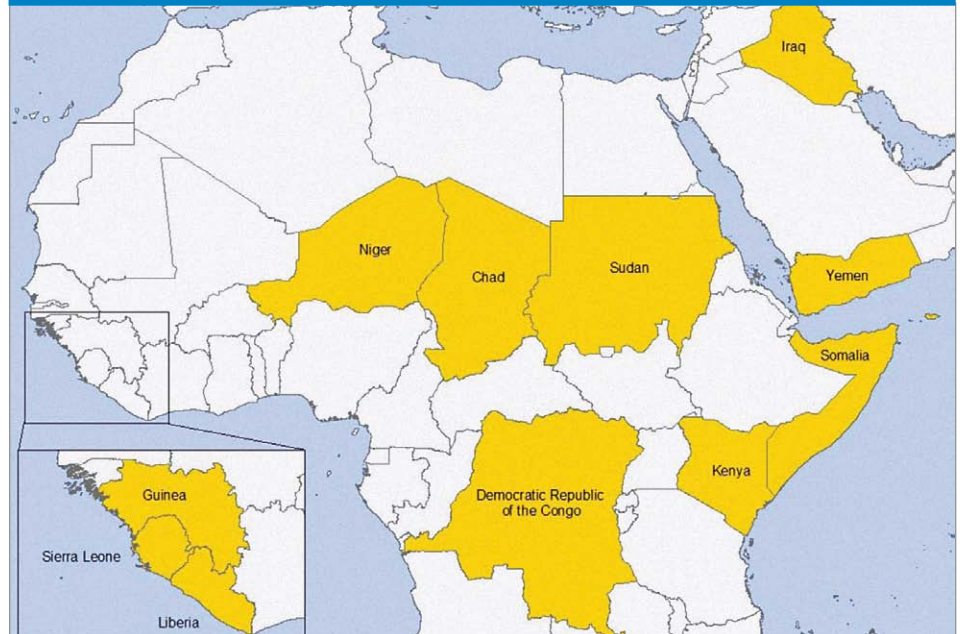 Iraq
Niger
Chad
Sudan
Yemen
Somalia
Kenya
Democratic Republic
of the Congo
Guinea
Sierra Leone
Liberia